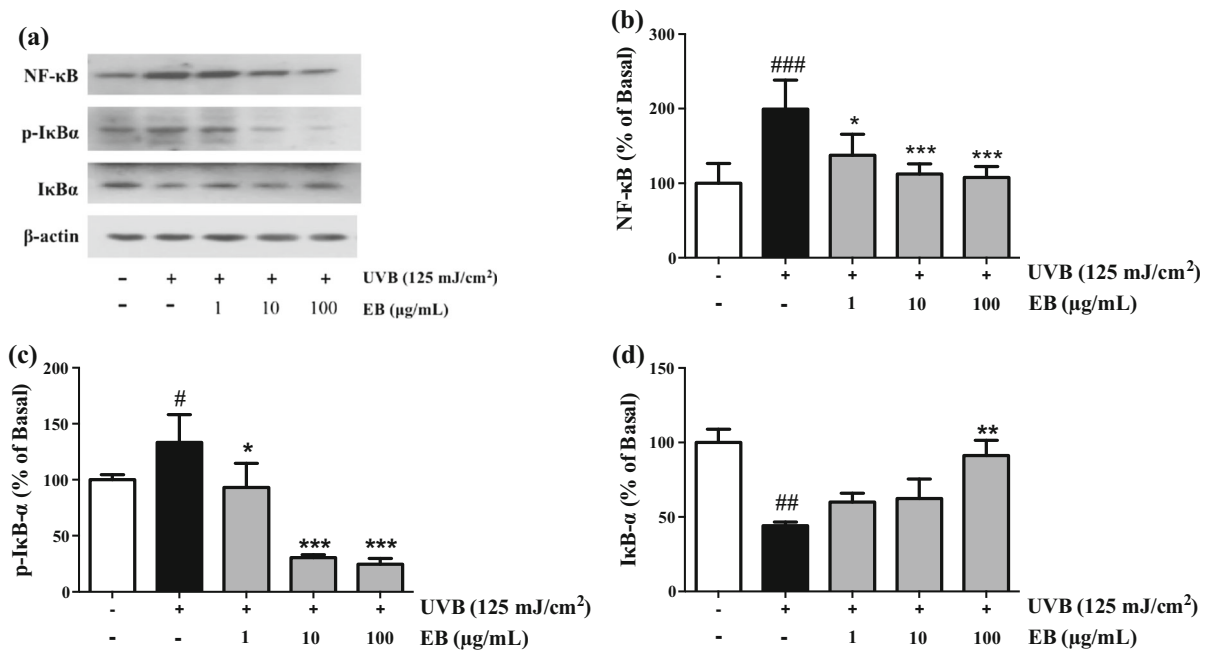 (a)
NF-κB
p-IκBα
IκBα
β-actin
- + + + + UVB (125 mJ/cm²)
- - 1 10 100 EB (μg/mL)
(b)
NF-κB (% of Basal)
300
200
100
0
###
*
***
***
- + + + + UVB (125 mJ/cm²)
- - 1 10 100 EB (μg/mL)
(c)
p-IκB-α (% of Basal)
200
150
100
50
0
#
*
***
***
- + + + + UVB (125 mJ/cm²)
- - 1 10 100 EB (μg/mL)
(d)
IκB-α (% of Basal)
150
100
50
0
##
**
- + + + + UVB (125 mJ/cm²)
- - 1 10 100 EB (μg/mL)